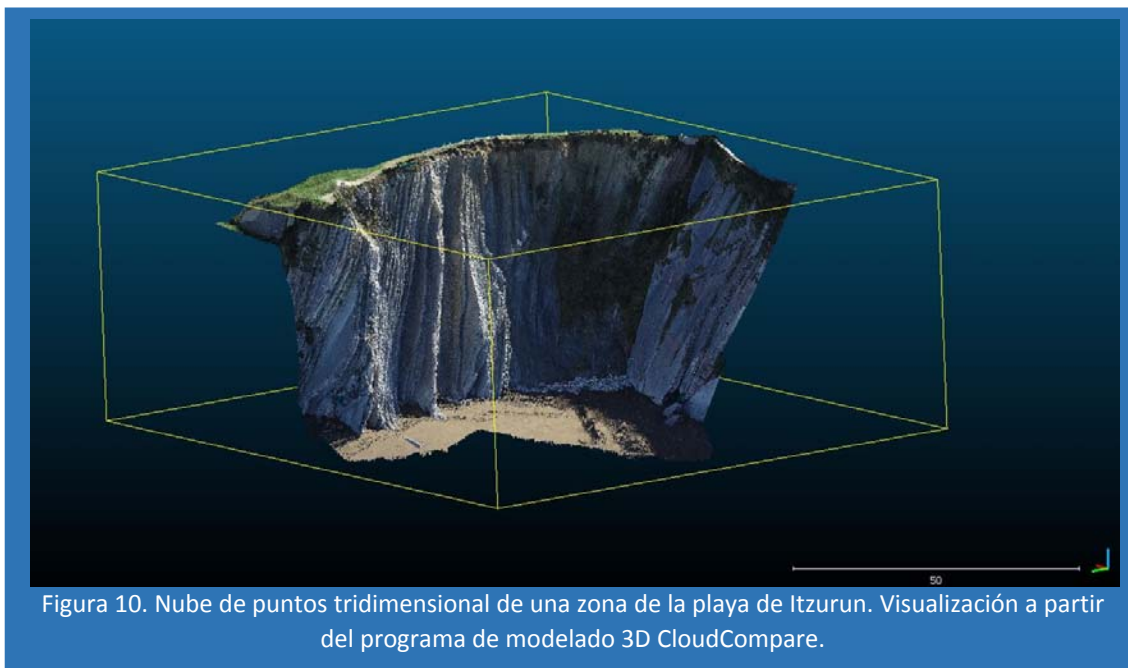 50
Figura 10. Nube de puntos tridimensional de una zona de la playa de Itzurun. Visualización a partir
del programa de modelado 3D CloudCompare.